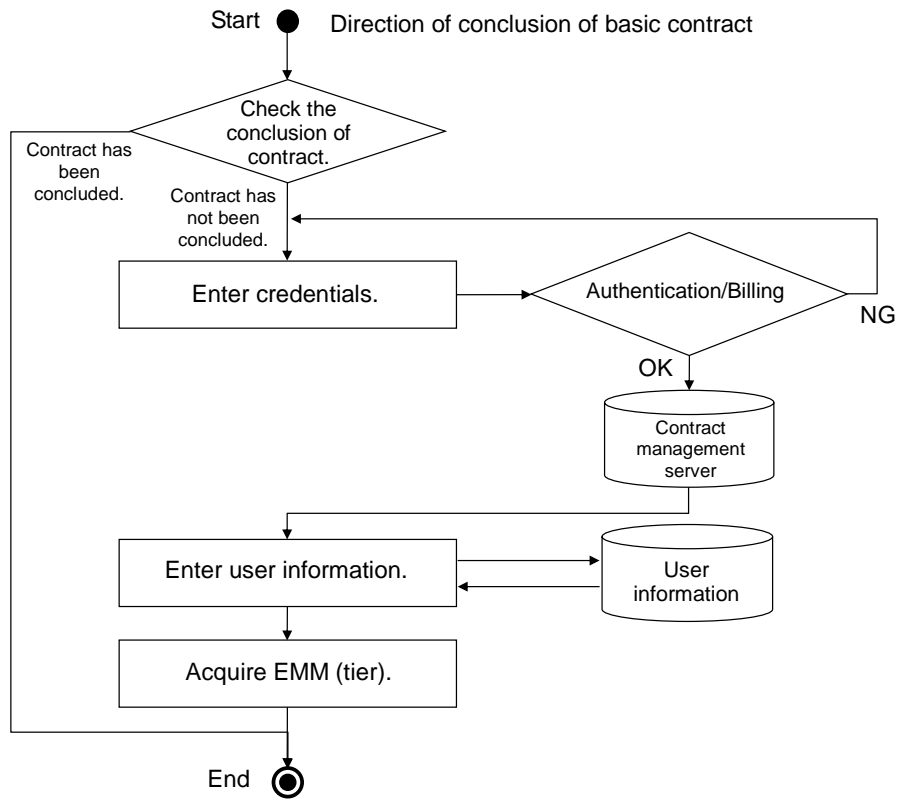 Start
Direction of conclusion of basic contract
Check the
conclusion of
contract.
Contract has
been
concluded.
Contract has
not been
concluded.
Enter credentials.
Authentication/Billing
NG
OK
Contract
management
server
Enter user information.
User
information
Acquire EMM (tier).
End